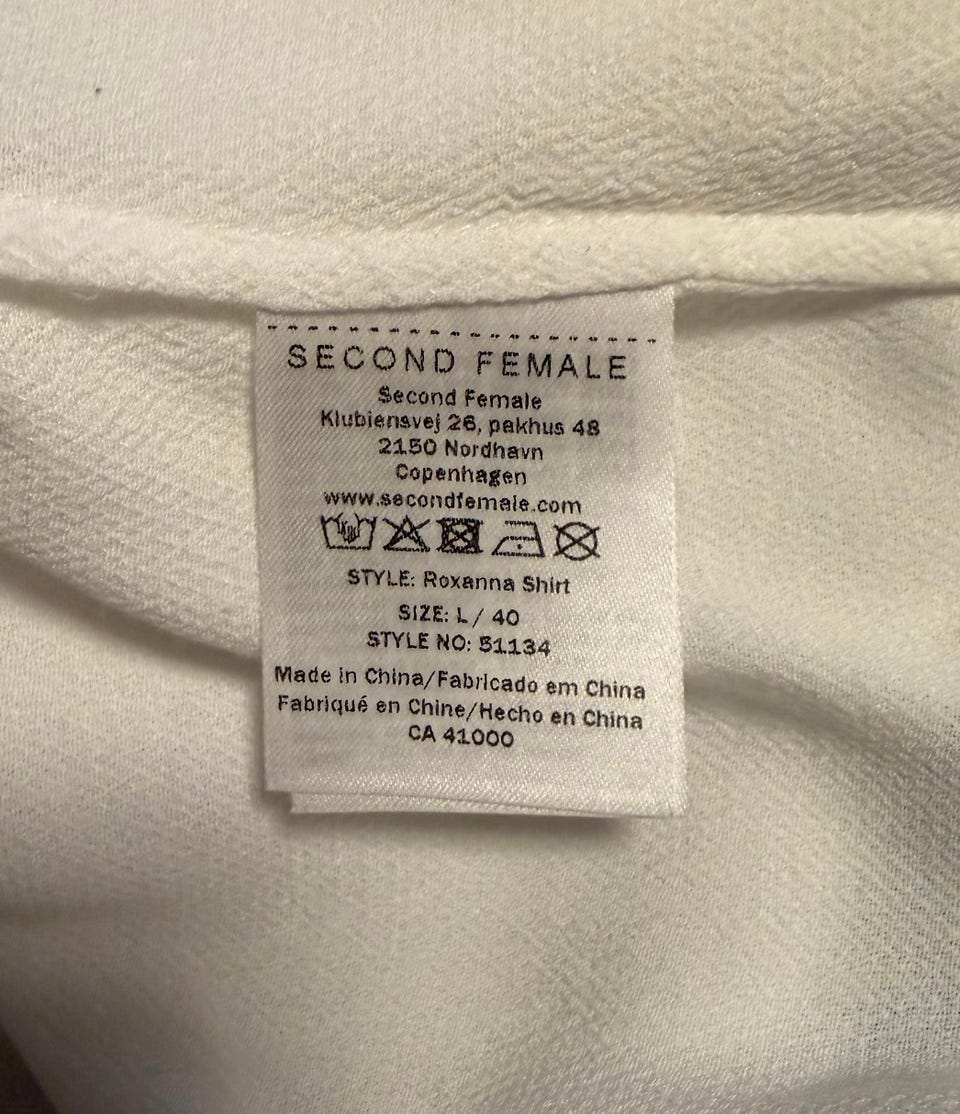 SECOND FEMALE
Second Female
Klubiensvej 26, pakhus 48
2150 Nordhavn
Copenhagen
www.secondfemale.com
STYLE: Roxanna Shirt
SIZE: L / 40
STYLE NO: 51134
Made in China/Fabricado em China
Fabriqué en Chine/Hecho en China
CA 41000